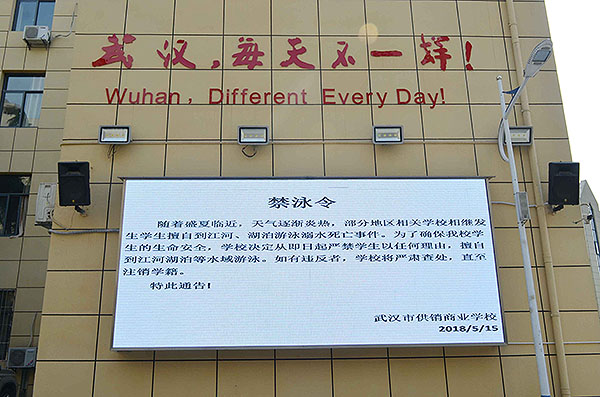 武汉,每天不一样!
Wuhan, Different Every Day!
禁泳令
随着盛夏临近，天气逐渐炎热，部分地区相关学校相继发
生学生擅自到江河、湖泊游泳溺水死亡事件。为了确保我校学
生的生命安全，学校决定从即日起严禁学生以任何理由，擅自
到江河湖泊等水域游泳。如有违反者，学校将严肃查处，直至
注销学籍。
特此通告!
武汉市供销商业学校
2018/5/15